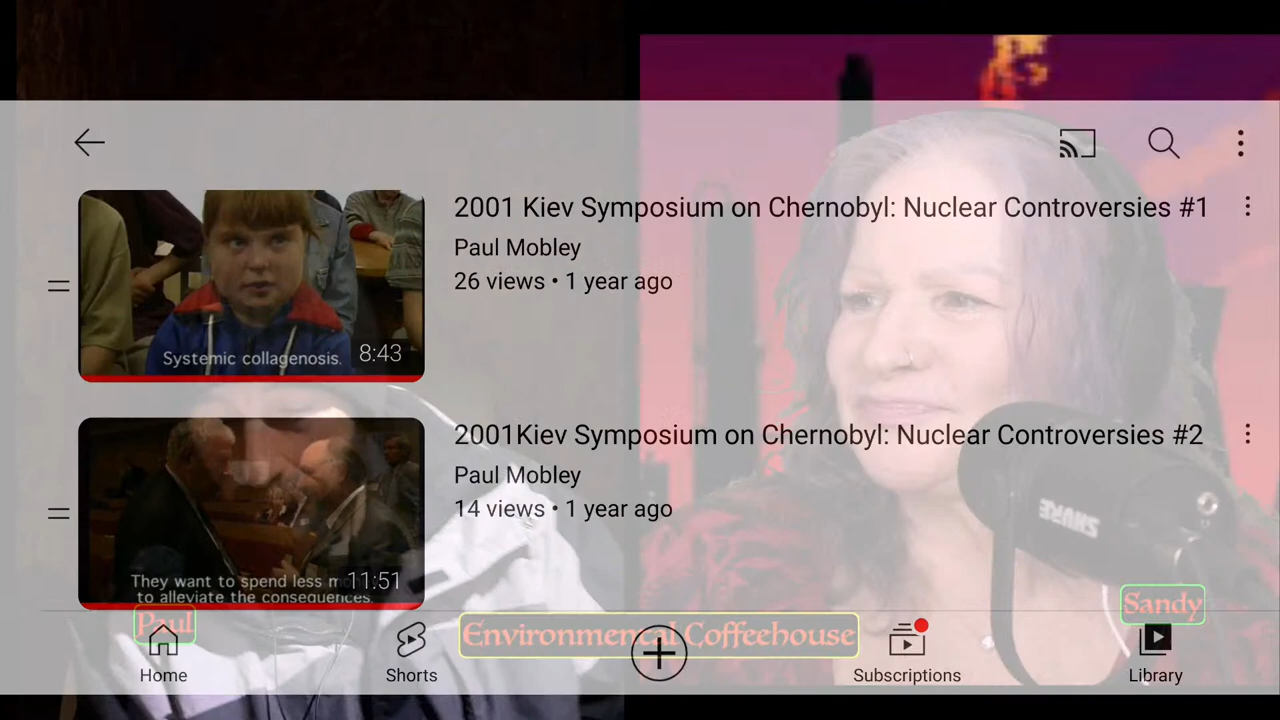 2001 Kiev Symposium on Chernobyl: Nuclear Controversies #1
Paul Mobley
26 views • 1 year ago
Systemic collagenosis.
8:43
2001Kiev Symposium on Chernobyl: Nuclear Controversies #2
Paul Mobley
14 views • 1 year ago
They want to spend less
11:51
to alleviate the consequences.
SHURE
Paul
Environmental Coffeehouse
Sandy
Home
Shorts
Subscriptions
Library